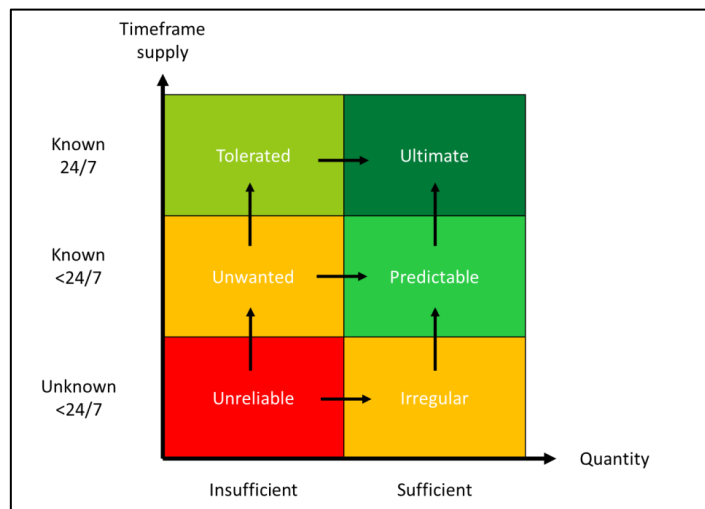 Timeframe
supply
Known
24/7
Tolerated
Ultimate
Known
<24/7
Unwanted
Predictable
Unknown
<24/7
Unreliable
Irregular
Quantity
Insufficient
Sufficient